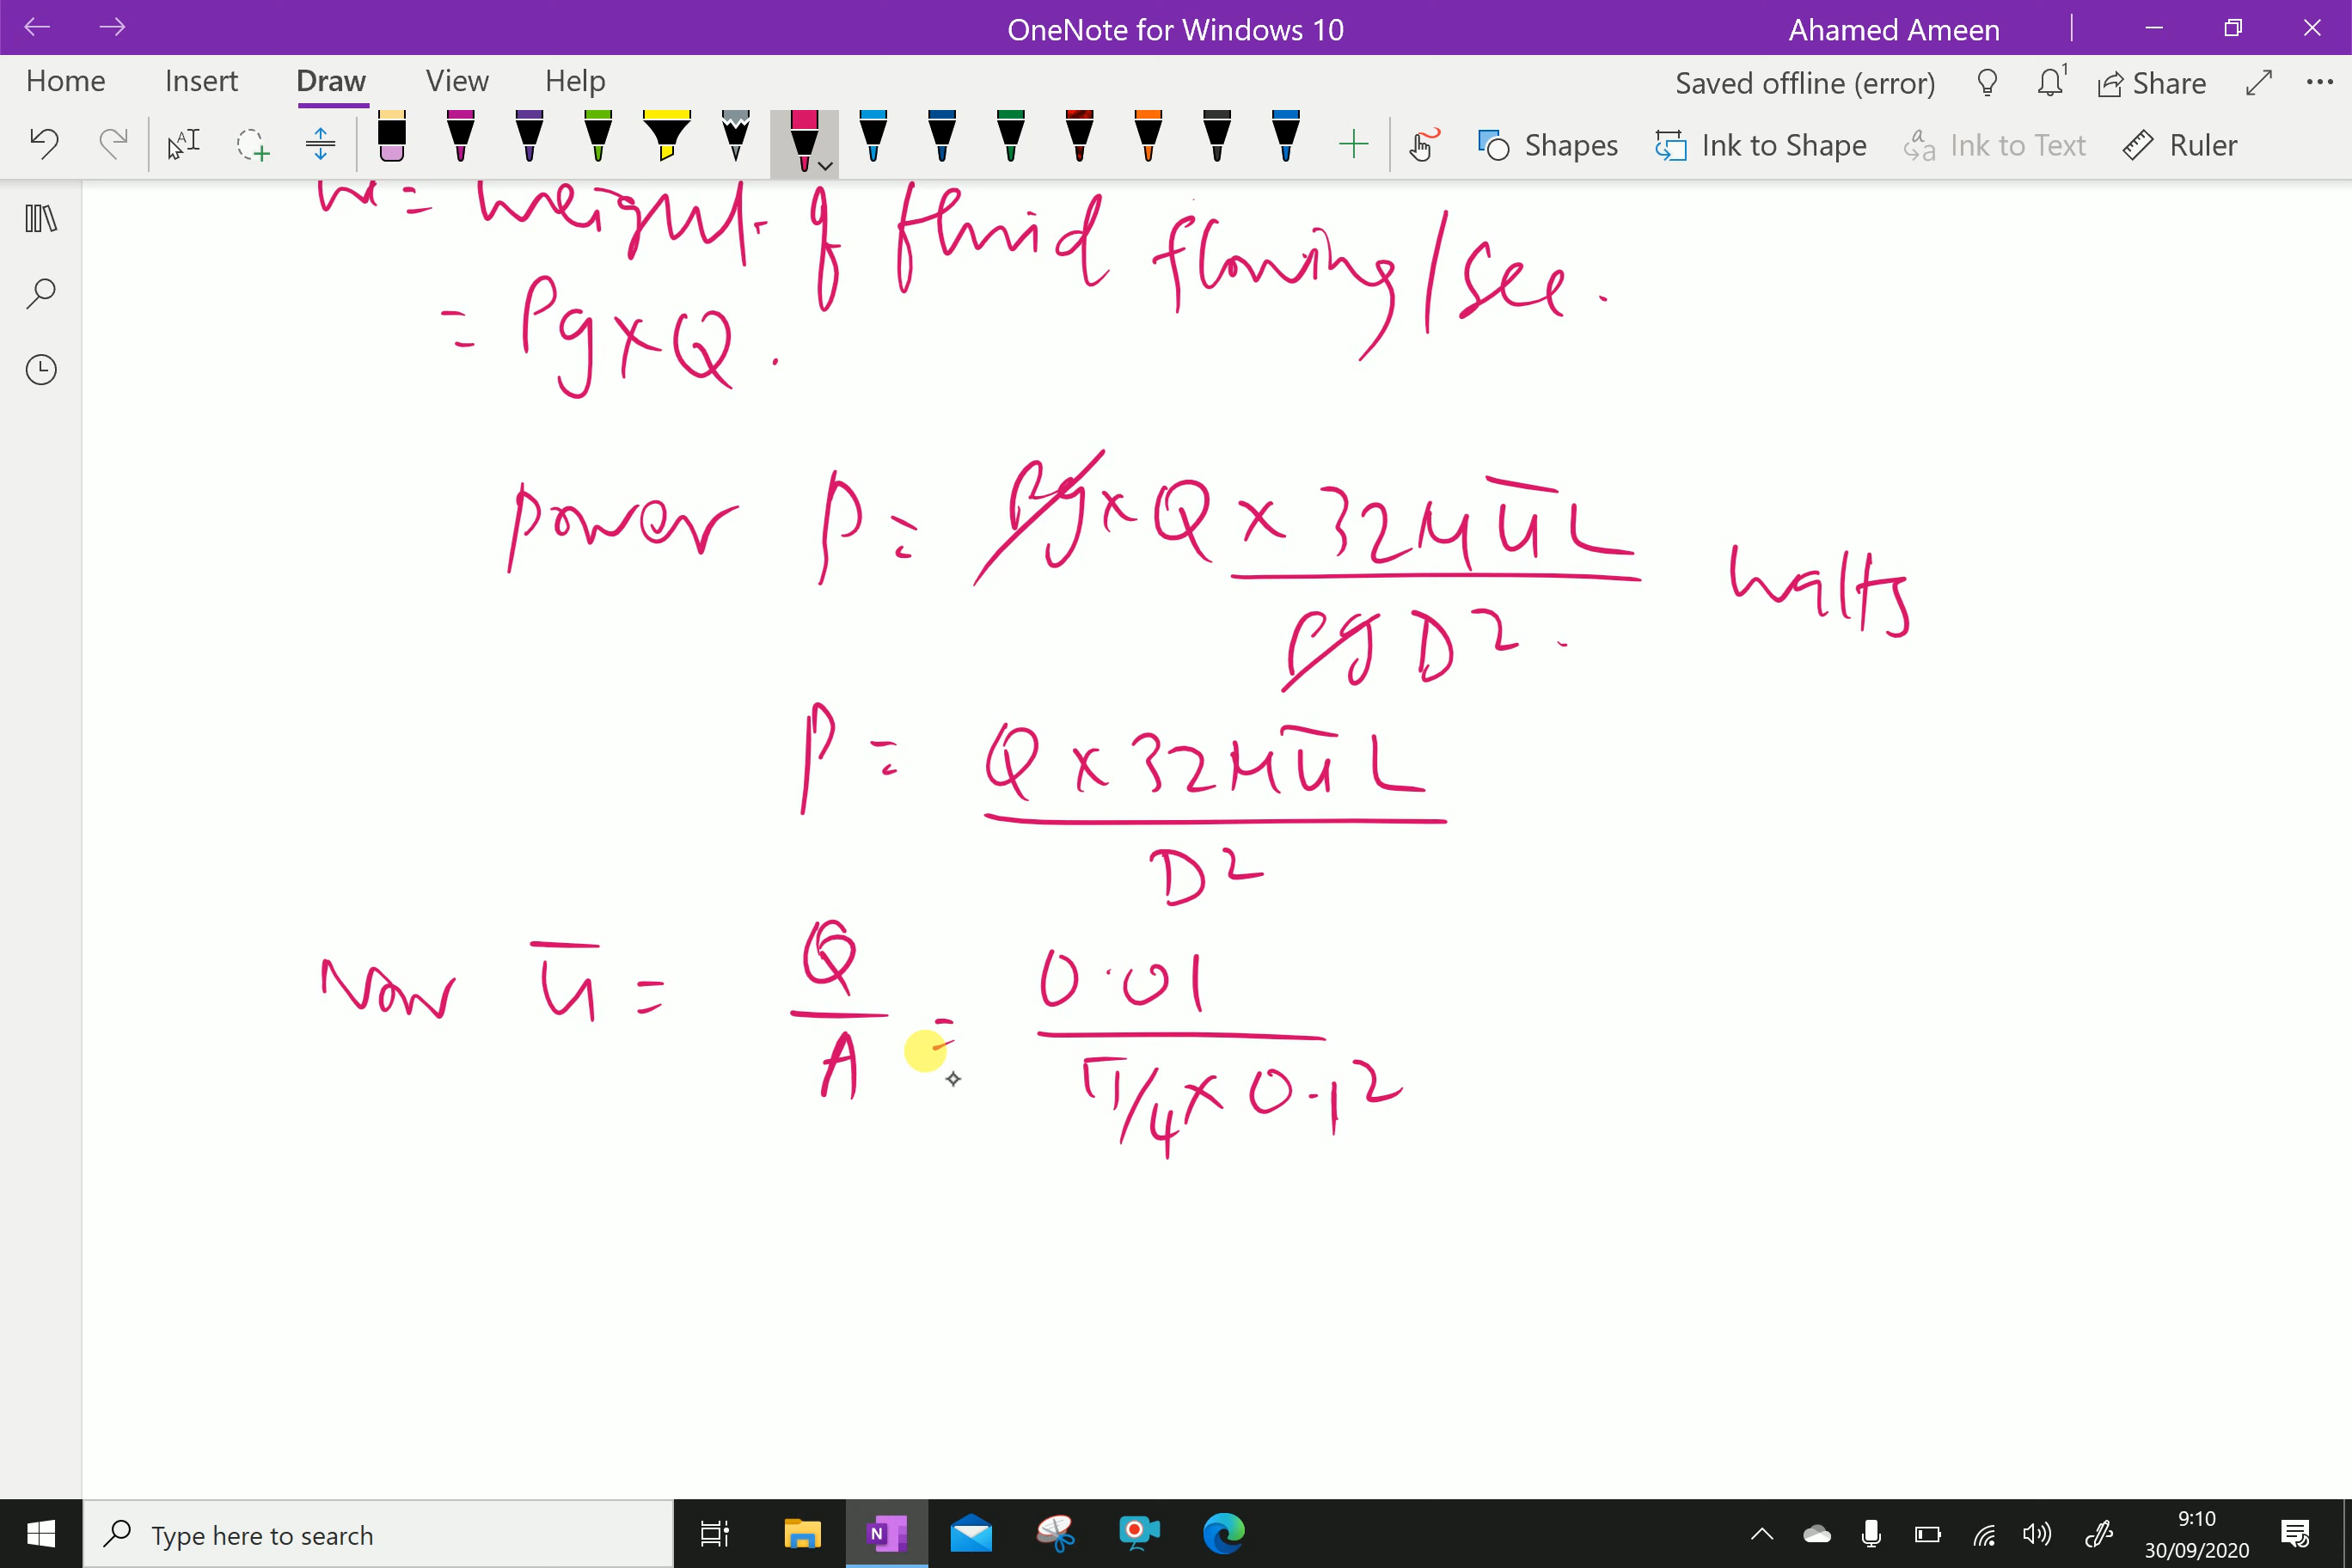 OneNote for Windows 10
Ahamed Ameen
Home Insert Draw View Help
Saved offline (error) 1 Share
Shapes Ink to Shape Ink to Text Ruler
W = weight of fluid flowing/sec.
= ρg×Q.
power P = ρg × Q × 32μūL / ρgD². watts
P = Q × 32μūL / D²
Now ū = Q / A = 0.01 / π/4 × 0.1²
Type here to search
9:10
30/09/2020